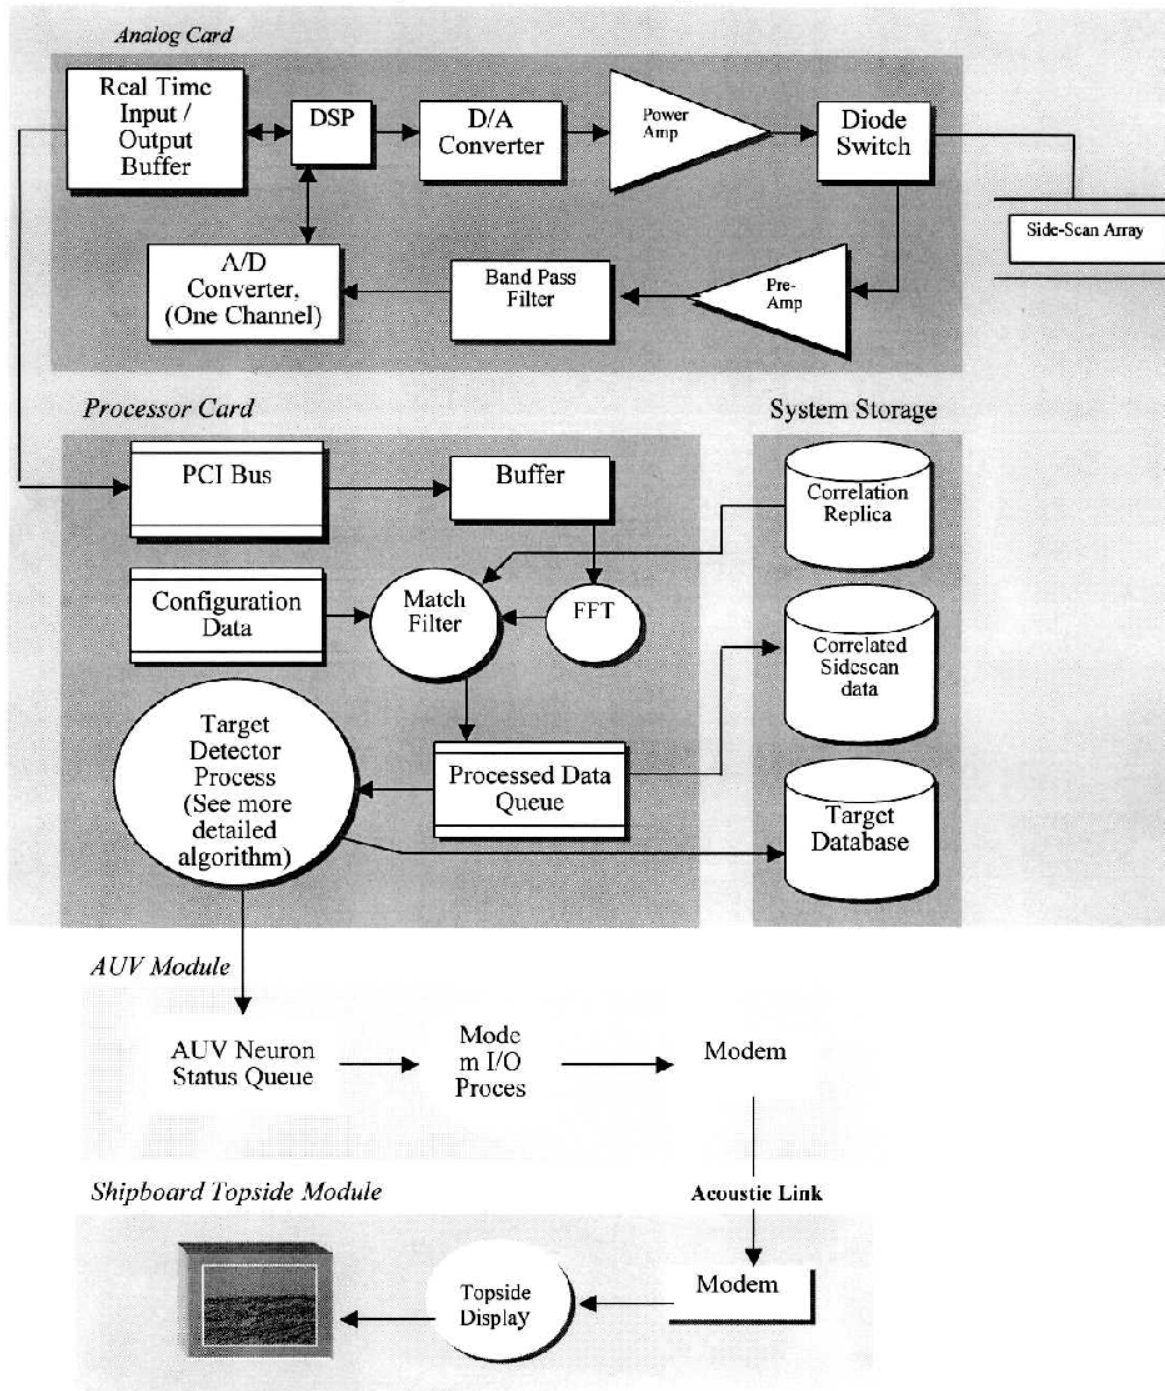 Analog Card
Real Time
Input /
Output
Buffer
DSP
D/A
Converter
Power
Amp
Diode
Switch
Side-Scan Array
A/D
Converter,
(One Channel)
Band Pass
Filter
Pre-
Amp
Processor Card
System Storage
PCI Bus
Buffer
Correlation
Replica
Configuration
Data
Match
Filter
FFT
Correlated
Sidescan
data
Target
Detector
Process
(See more
detailed
algorithm)
Processed Data
Queue
Target
Database
AUV Module
AUV Neuron
Status Queue
Mode
m I/O
Proces
Modem
Shipboard Topside Module
Acoustic Link
Topside
Display
Modem